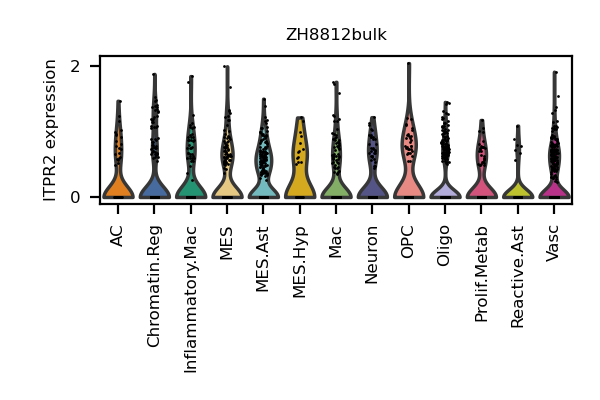 ZH8812bulk
ITPR2 expression
2
0
AC
Chromatin.Reg
Inflammatory.Mac
MES
MES.Ast
MES.Hyp
Mac
Neuron
OPC
Oligo
Prolif.Metab
Reactive.Ast
Vasc